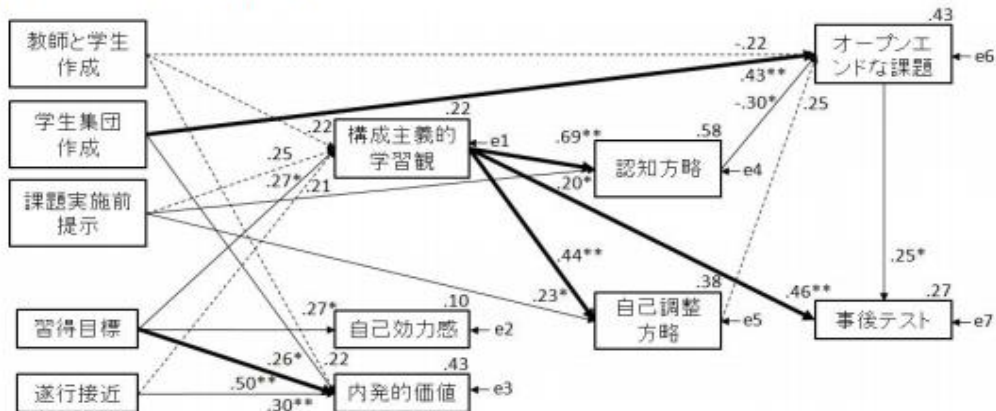 .43
教師と学生
作成
-.22
オープンエ
ンドな課題
e6
.43**
学生集団
作成
.22
.22
-.30*
.25
構成主義的
学習観
e1
.69**
.58
.25
.27*
.21
認知方略
e4
.20*
課題実施前
提示
.44**
.25*
.23*
.38
.46**
.27
習得目標
.27*
.10
自己効力感
e2
自己調整
方略
e5
事後テスト
e7
.26*
.22
.43
遂行接近
.50**
.30**
内発的価値
e3